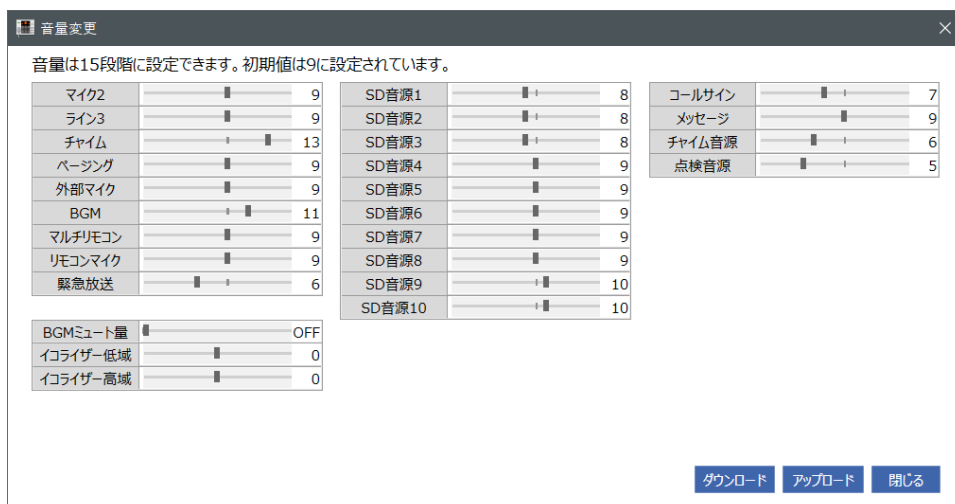 音量変更
音量は15段階に設定できます。初期値は9に設定されています。
マイク2 9
ライン3 9
チャイム 13
ページング 9
外部マイク 9
BGM 11
マルチリモコン 9
リモコンマイク 9
緊急放送 6
BGMミュート量 OFF
イコライザー低域 0
イコライザー高域 0
SD音源1 8
SD音源2 8
SD音源3 8
SD音源4 9
SD音源5 9
SD音源6 9
SD音源7 9
SD音源8 9
SD音源9 10
SD音源10 10
コールサイン 7
メッセージ 9
チャイム音源 6
点検音源 5
ダウンロード アップロード 閉じる